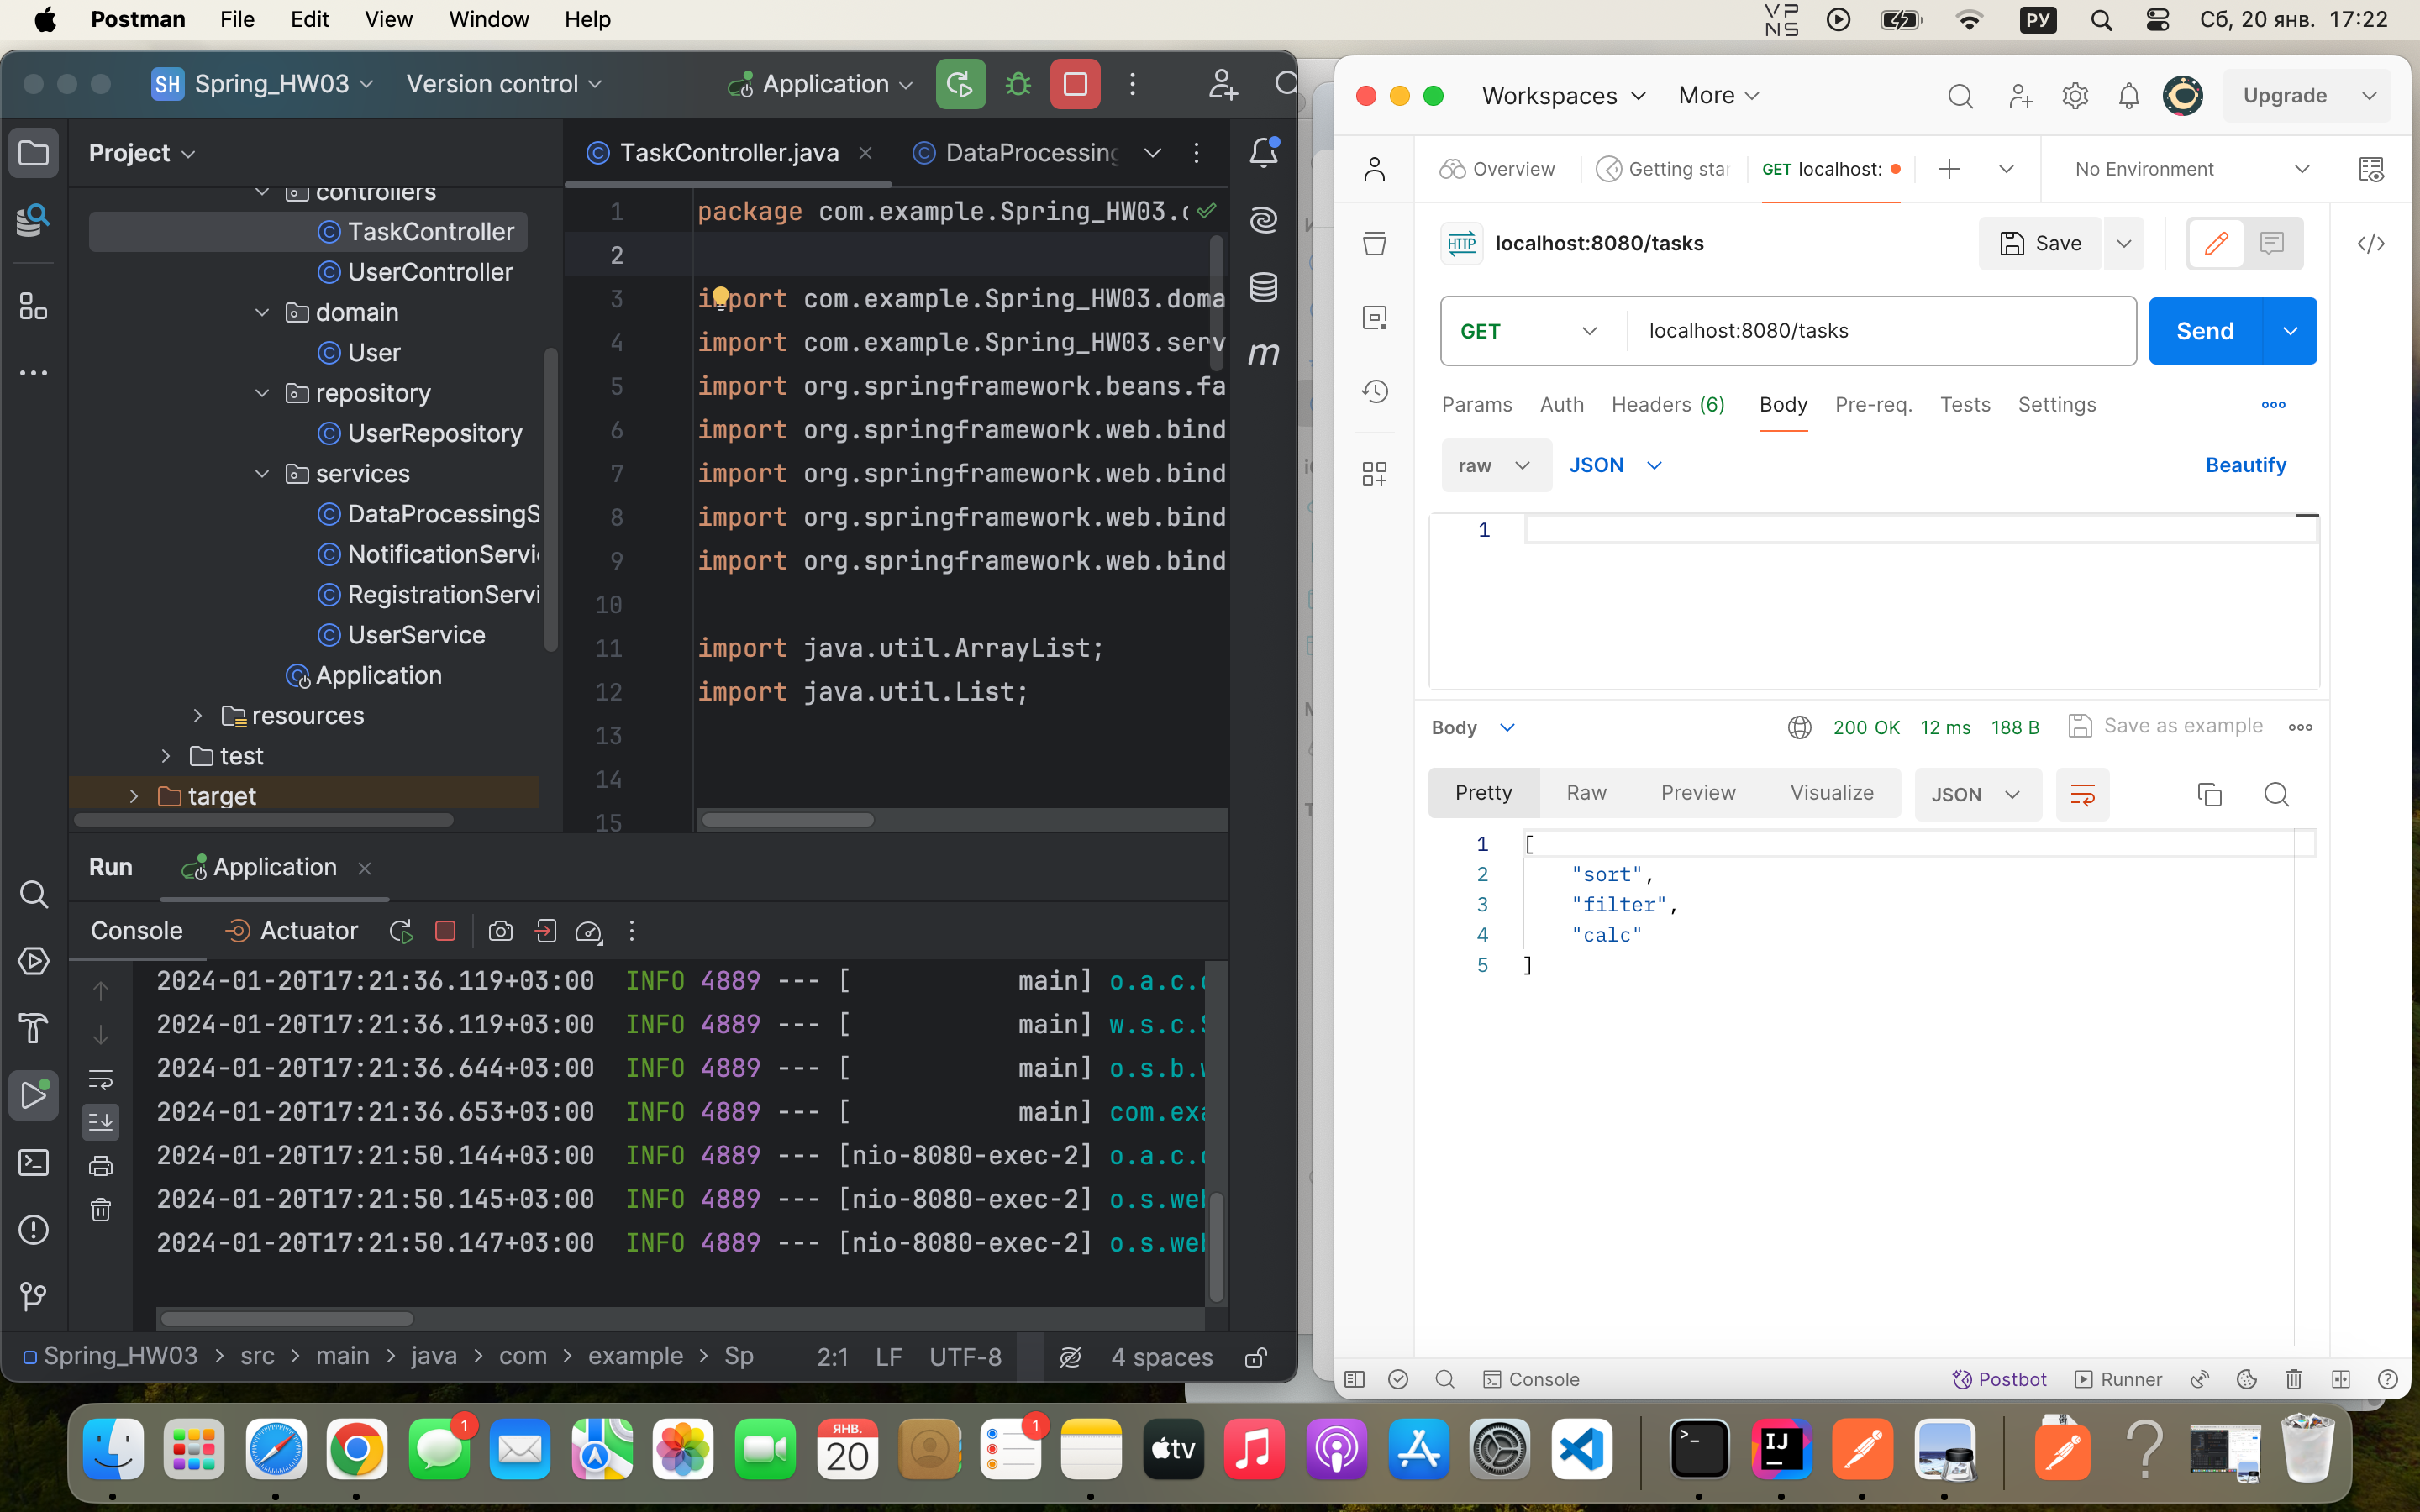 Postman File Edit View Window Help
VPNS РУ Сб, 20 янв. 17:22
SH Spring_HW03 Version control Application
Project
controllers
TaskController
UserController
domain
User
repository
UserRepository
services
DataProcessingS
NotificationServi
RegistrationServi
UserService
Application
resources
test
target
TaskController.java DataProcessing
1 package com.example.Spring_HW03.c
2
3 import com.example.Spring_HW03.doma
4 import com.example.Spring_HW03.serv
5 import org.springframework.beans.fa
6 import org.springframework.web.bind
7 import org.springframework.web.bind
8 import org.springframework.web.bind
9 import org.springframework.web.bind
10
11 import java.util.ArrayList;
12 import java.util.List;
13
14
15
m
Run Application
Console Actuator
2024-01-20T17:21:36.119+03:00 INFO 4889 --- [ main] o.a.c.c
2024-01-20T17:21:36.119+03:00 INFO 4889 --- [ main] w.s.c.S
2024-01-20T17:21:36.644+03:00 INFO 4889 --- [ main] o.s.b.w
2024-01-20T17:21:36.653+03:00 INFO 4889 --- [ main] com.exa
2024-01-20T17:21:50.144+03:00 INFO 4889 --- [nio-8080-exec-2] o.a.c.c
2024-01-20T17:21:50.145+03:00 INFO 4889 --- [nio-8080-exec-2] o.s.wel
2024-01-20T17:21:50.147+03:00 INFO 4889 --- [nio-8080-exec-2] o.s.wel
Spring_HW03 > src > main > java > com > example > Sp 2:1 LF UTF-8 4 spaces
Workspaces More Upgrade
Overview Getting star GET localhost: No Environment
HTTP localhost:8080/tasks Save
GET localhost:8080/tasks Send
Params Auth Headers (6) Body Pre-req. Tests Settings
raw JSON Beautify
1
Body 200 OK 12 ms 188 B Save as example
Pretty Raw Preview Visualize JSON
1 [
2 "sort",
3 "filter",
4 "calc"
5 ]
Console Postbot Runner
1 ЯНВ. 20 1 tv IJ